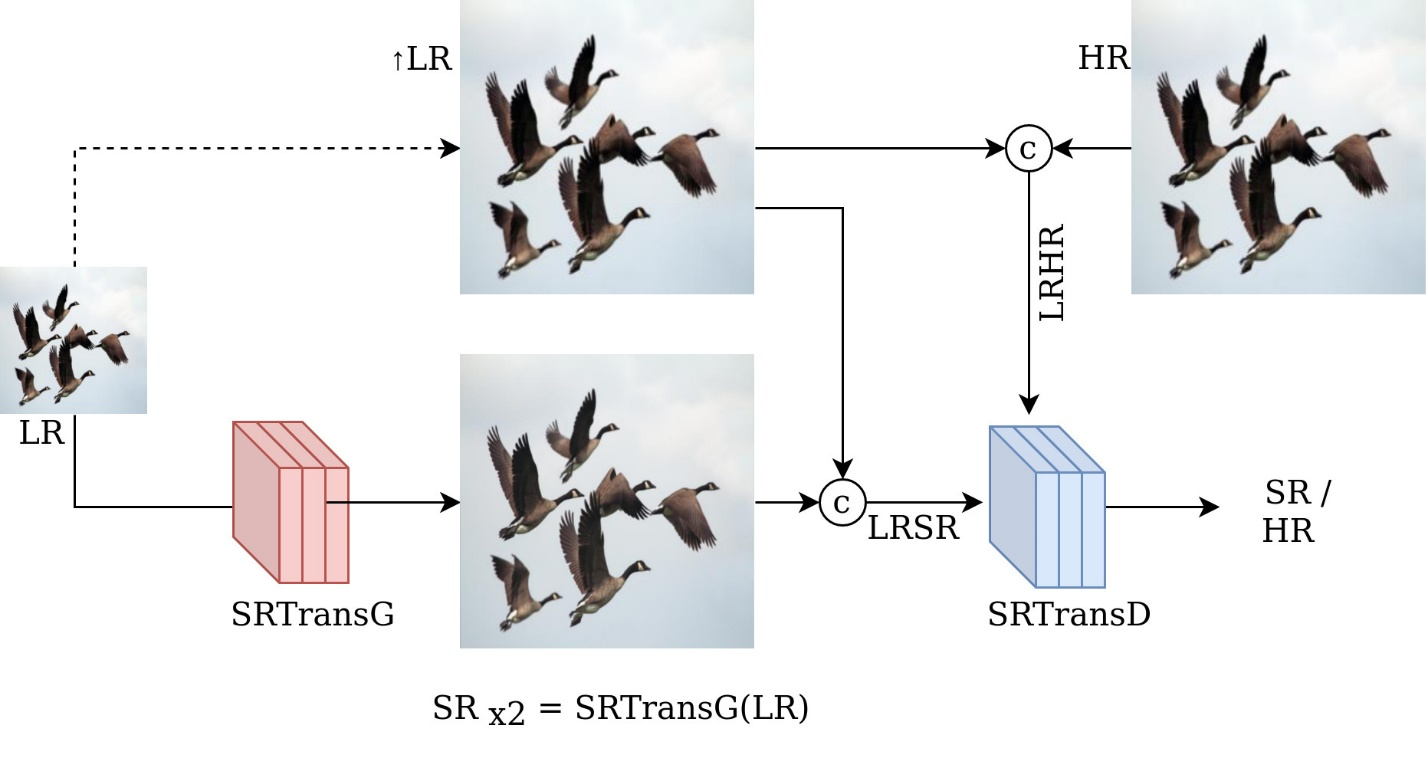 ↑LR
HR
c
LRHR
LR
c
LRSR
SR /
HR
SRTransG
SRTransD
SR x2 = SRTransG(LR)